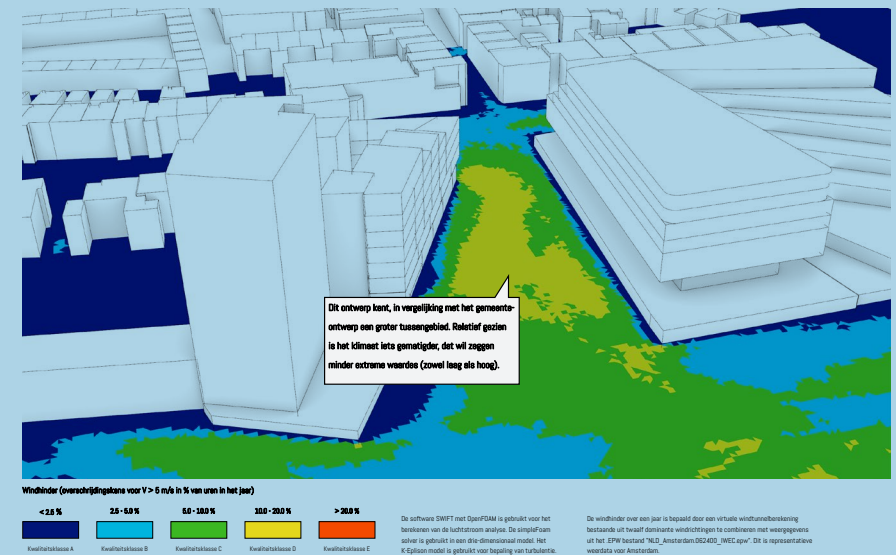 Dit ontwerp kent, in vergelijking met het gemeente-
ontwerp een groter tussengebied. Relatief gezien
is het klimaat iets gematigder, dat wil zeggen
minder extreme waardes (zowel laag als hoog).
Windhinder (overschrijdingskans voor V > 5 m/s in % van uren in het jaar)
< 2.5 % 2.5 - 5.0 % 5.0 - 10.0 % 10.0 - 20.0 % > 20.0 %
Kwaliteitsklasse A Kwaliteitsklasse B Kwaliteitsklasse C Kwaliteitsklasse D Kwaliteitsklasse E
De software SWIFT met OpenFOAM is gebruikt voor het
berekenen van de luchtstroom analyse. De simpleFoam
solver is gebruikt in een drie-dimensionaal model. Het
K-Eplison model is gebruikt voor bepaling van turbulentie.
De windhinder over een jaar is bepaald door een virtuele windtunnelberekening
bestaande uit twaalf dominante windrichtingen te combineren met weergegevens
uit het .EPW bestand "NLD_Amsterdam.062400_IWEC.epw". Dit is representatieve
weerdata voor Amsterdam.